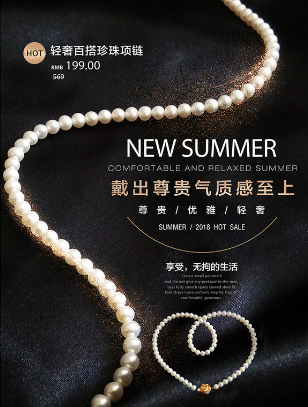 HOT
轻奢百搭珍珠项链
RMB 199.00
569
NEW SUMMER
COMFORTABLE AND RELAXED SUMMER
戴出尊贵气质感至上
尊 贵 / 优 雅 / 轻 奢
SUMMER / 2018 HOT SALE
享受，无拘的生活